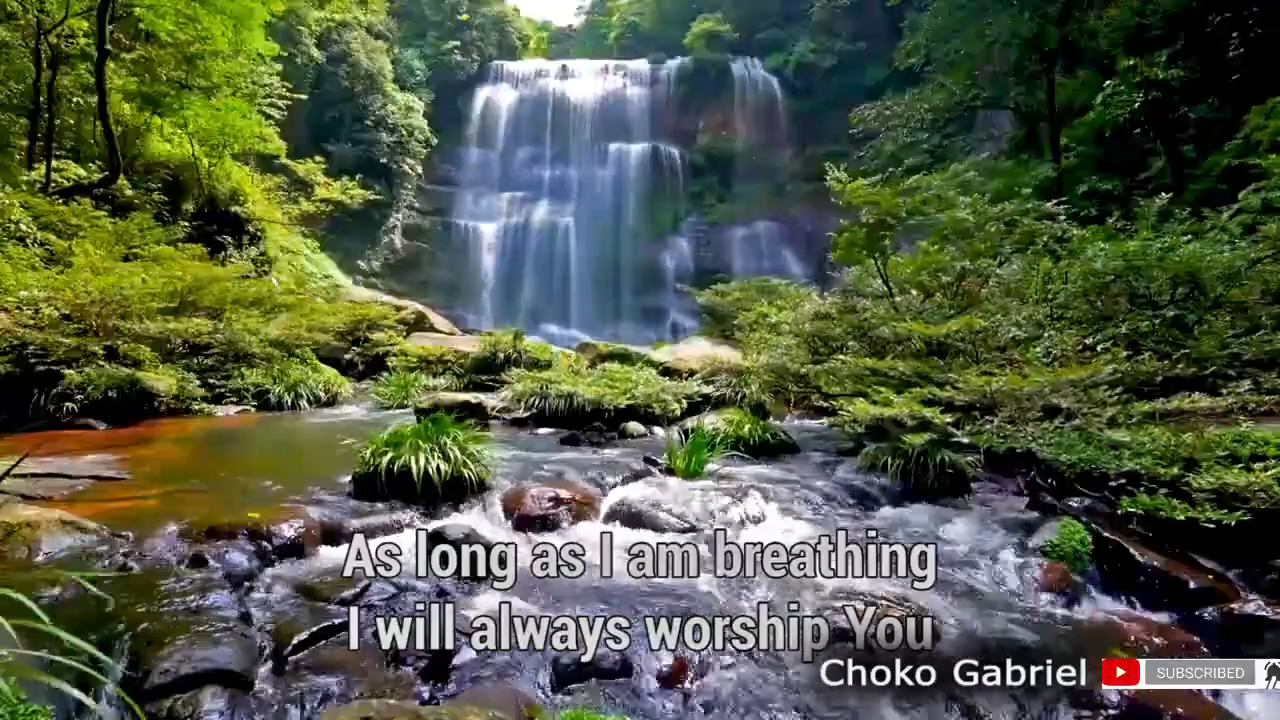 As long as I am breathing
I will always worship You
Choko Gabriel
SUBSCRIBED